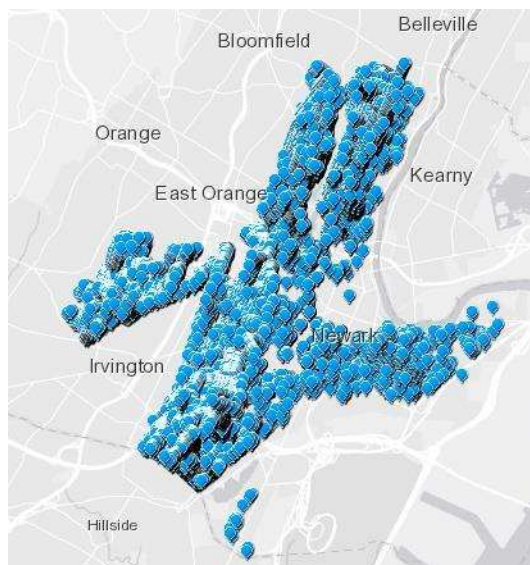 Belleville
Bloomfield
Orange
Kearny
East Orange
Newark
Irvington
Hillside